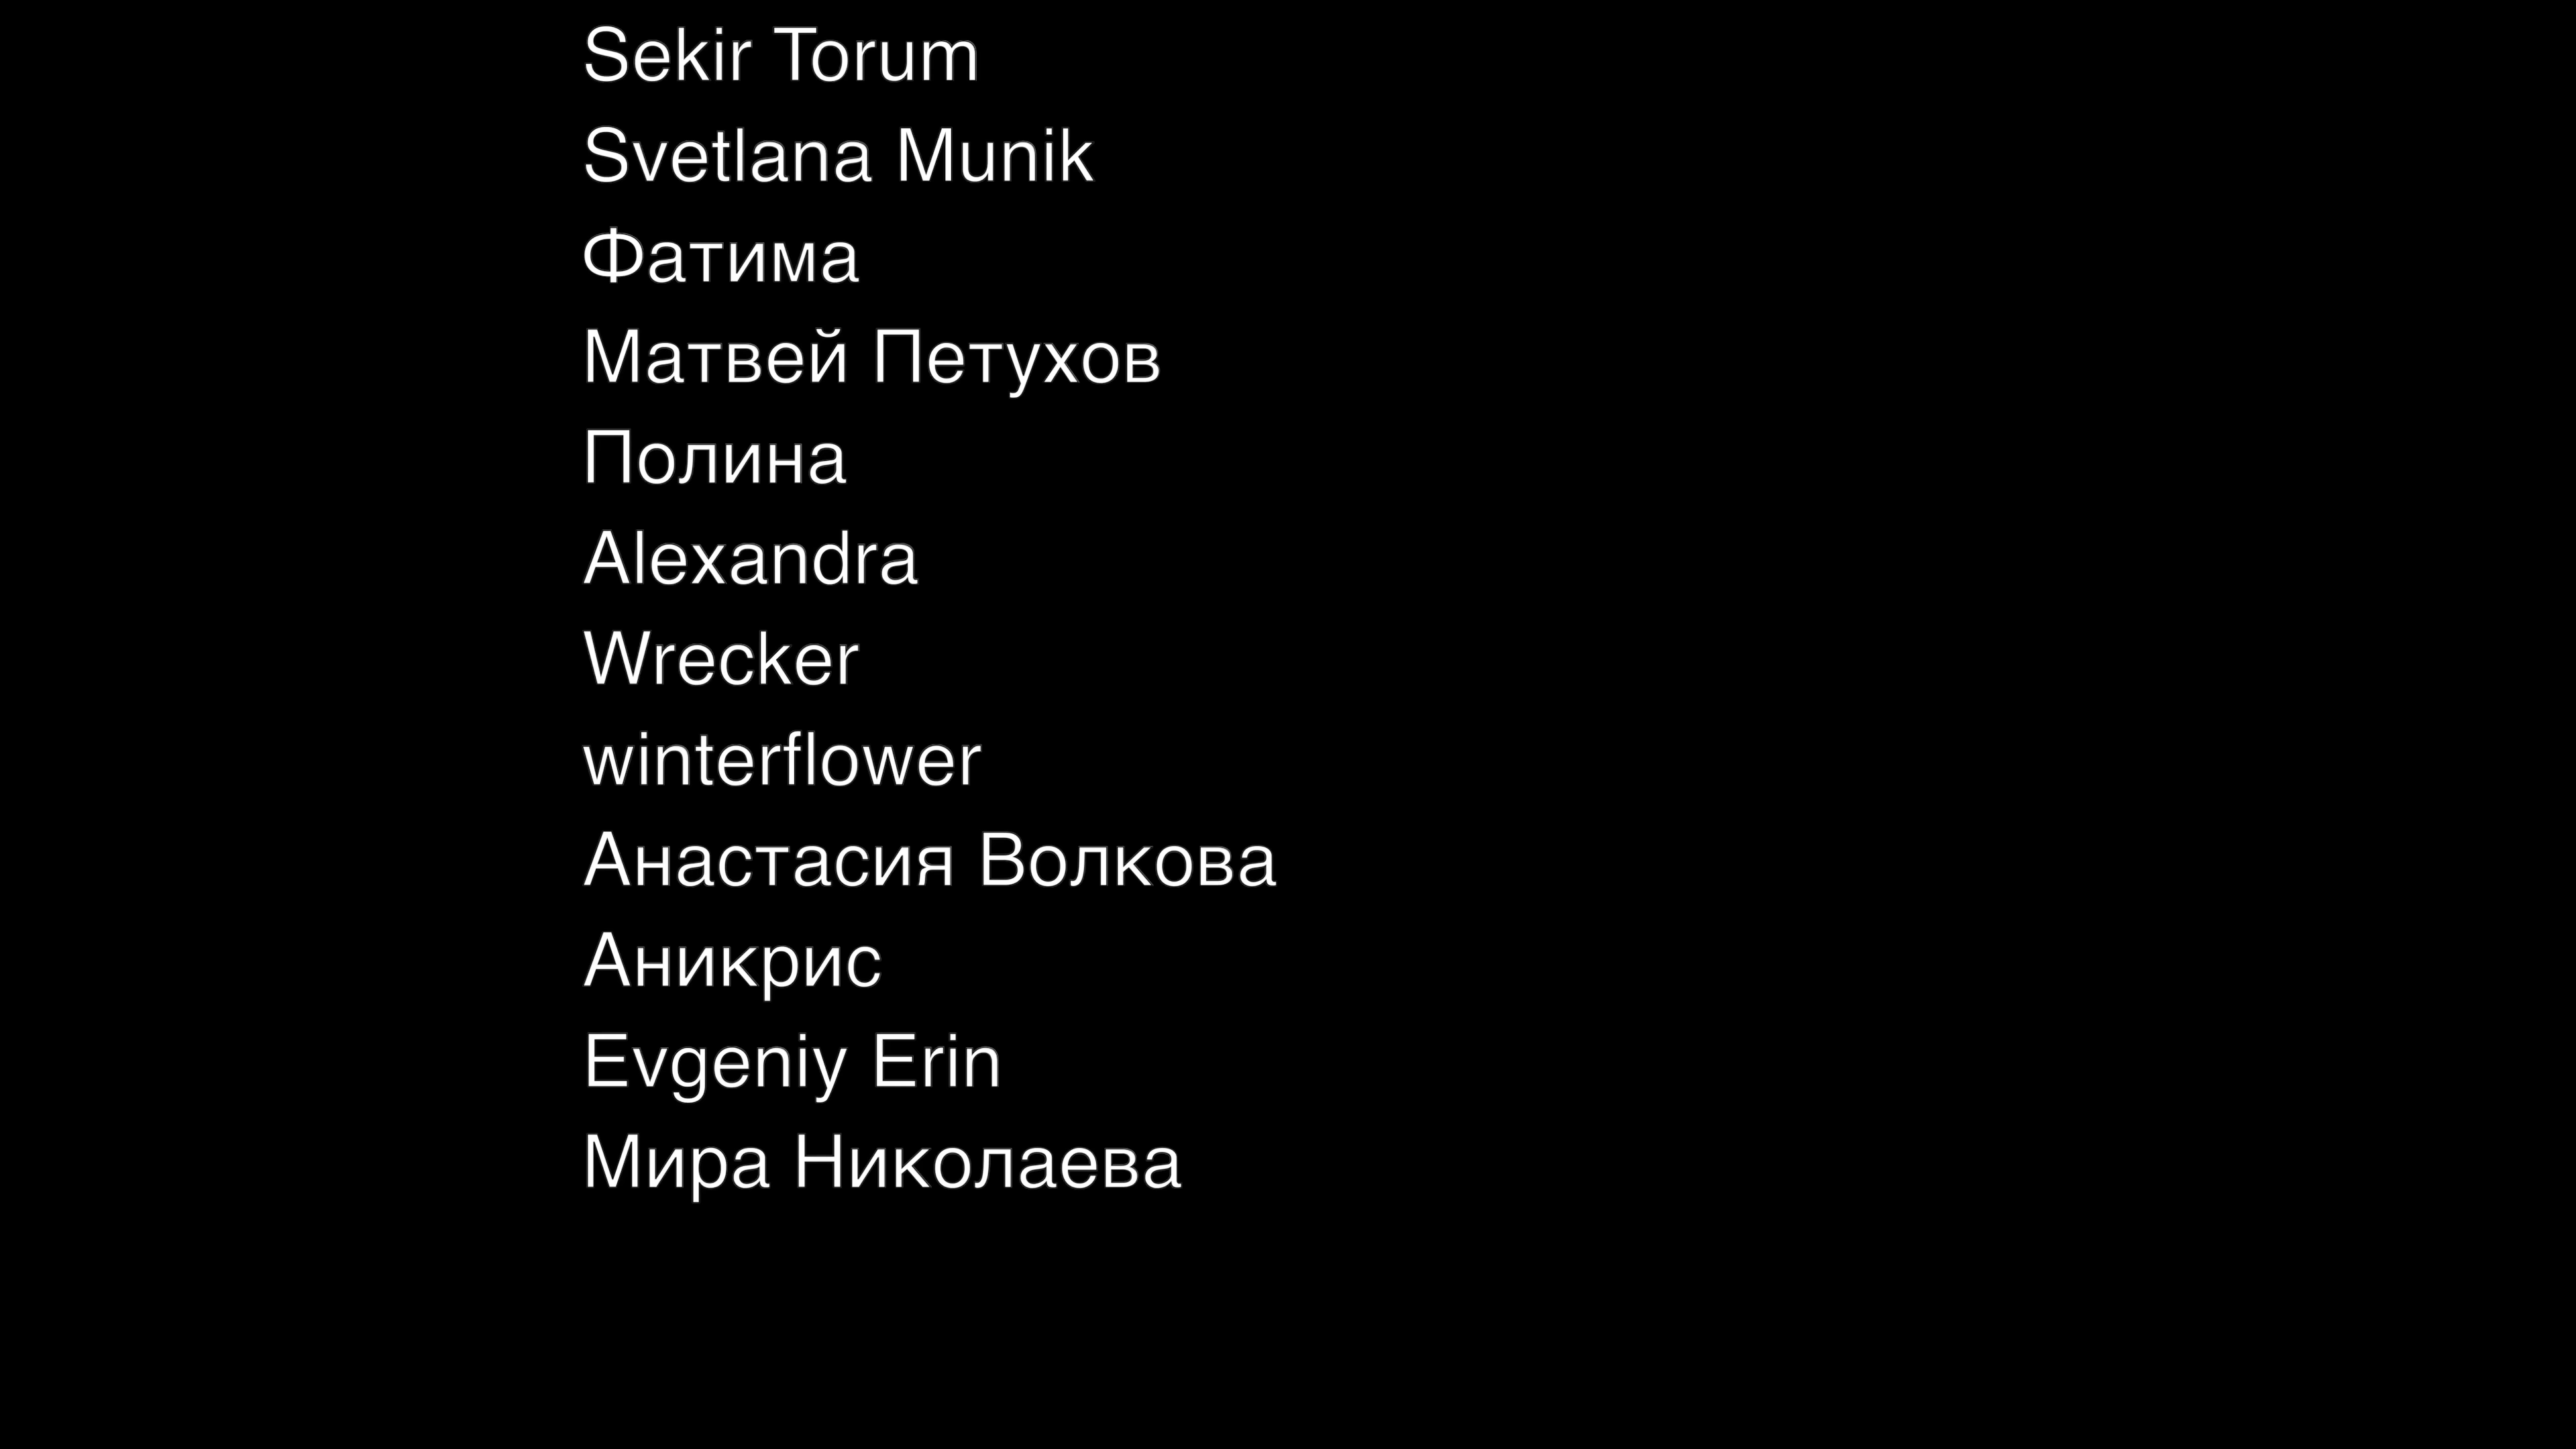 Sekir Torum
Svetlana Munik
Фатима
Матвей Петухов
Полина
Alexandra
Wrecker
winterflower
Анастасия Волкова
Аникрис
Evgeniy Erin
Мира Николаева